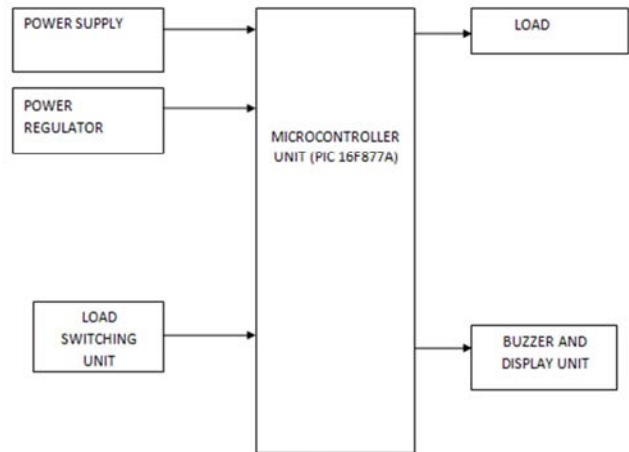 POWER SUPPLY
LOAD
POWER
REGULATOR
MICROCONTROLLER
UNIT (PIC 16F877A)
LOAD
SWITCHING
UNIT
BUZZER AND
DISPLAY UNIT